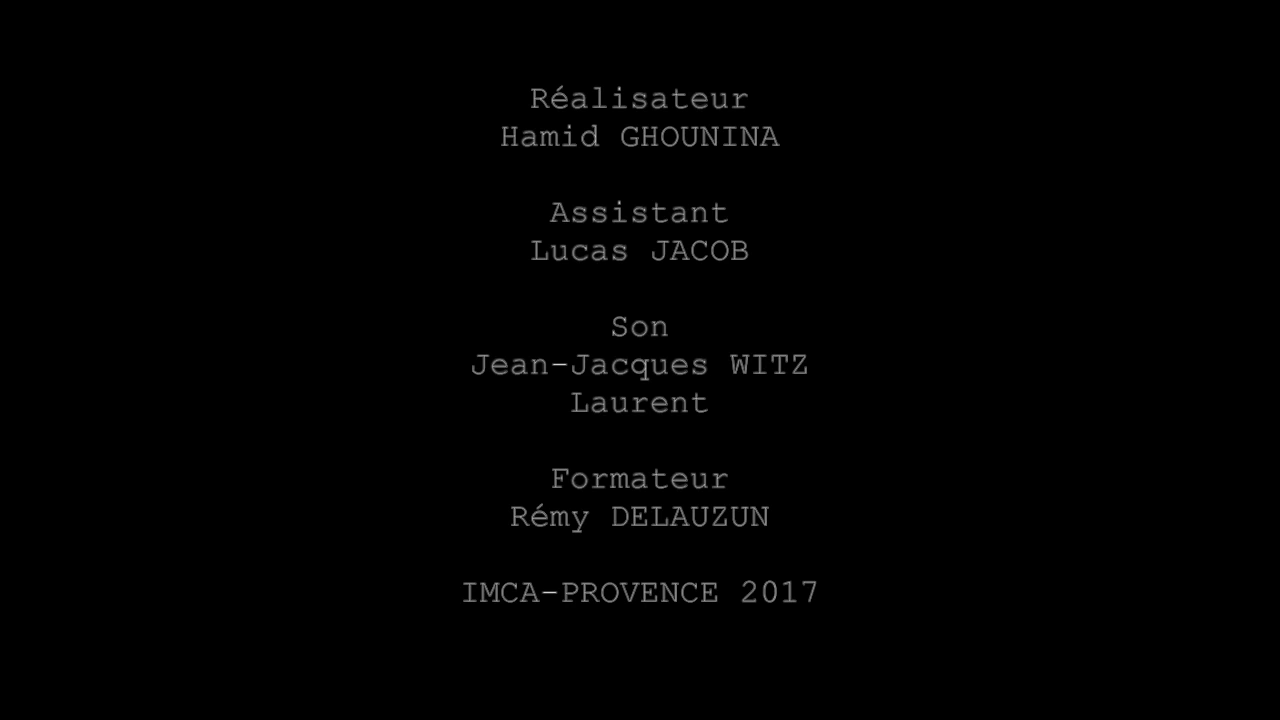 Réalisateur
Hamid GHOUNINA
Assistant
Lucas JACOB
Son
Jean-Jacques WITZ
Laurent
Formateur
Rémy DELAUZUN
IMCA-PROVENCE 2017